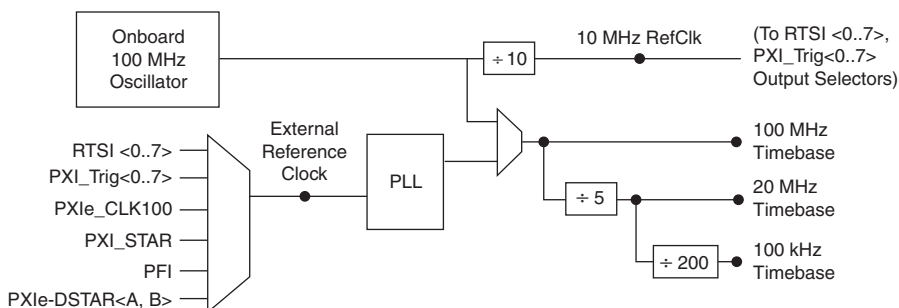 Onboard
100 MHz
Oscillator
÷ 10
10 MHz RefClk
(To RTSI <0..7>,
PXI_Trig<0..7>
Output Selectors)
RTSI <0..7>
PXI_Trig<0..7>
PXIe_CLK100
PXI_STAR
PFI
PXIe-DSTAR<A, B>
External
Reference
Clock
PLL
100 MHz
Timebase
÷ 5
20 MHz
Timebase
÷ 200
100 kHz
Timebase